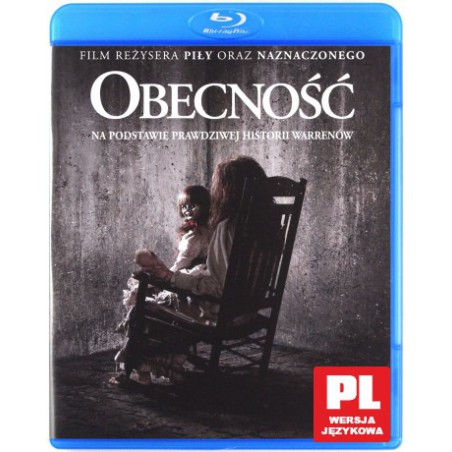 Blu-ray Disc
FILM REŻYSERA PIŁY ORAZ NAZNACZONEGO
OBECNOŚĆ
NA PODSTAWIE PRAWDZIWEJ HISTORII WARRENÓW
PL
WERSJA
JĘZYKOWA